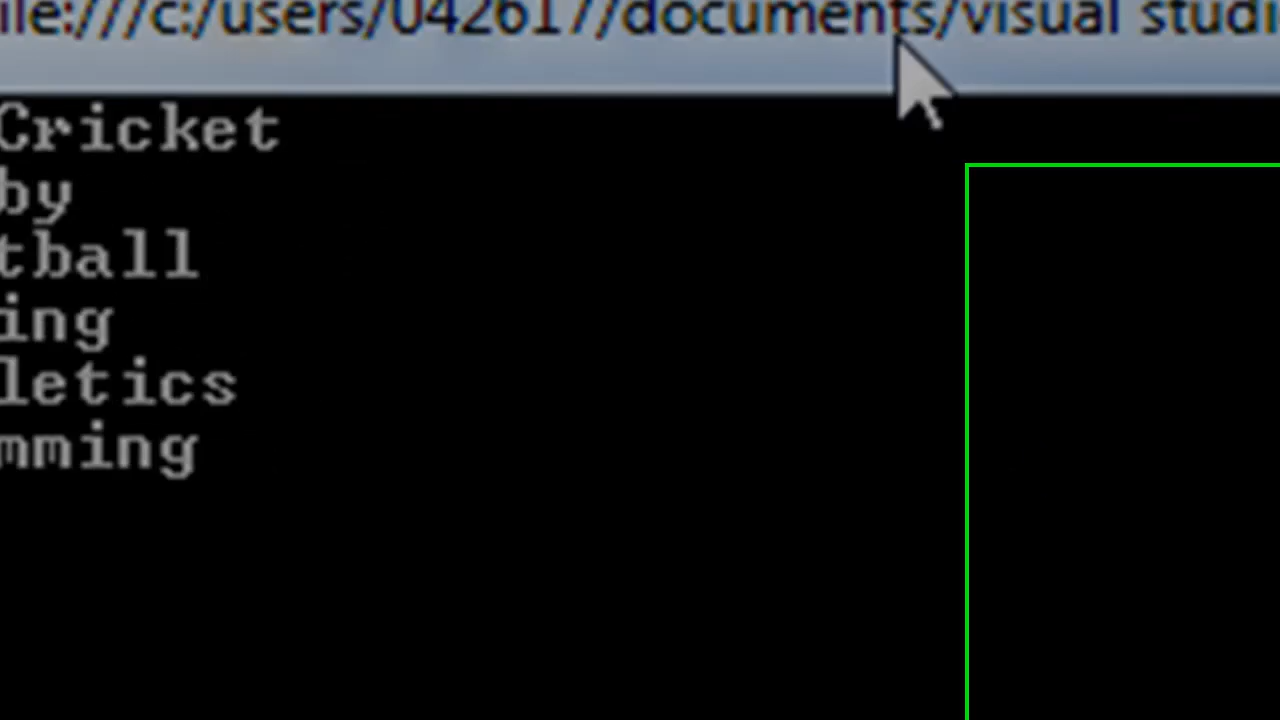 ile:///c:/users/042617//documents/visual studi
Cricket
by
tball
ing
letics
mming